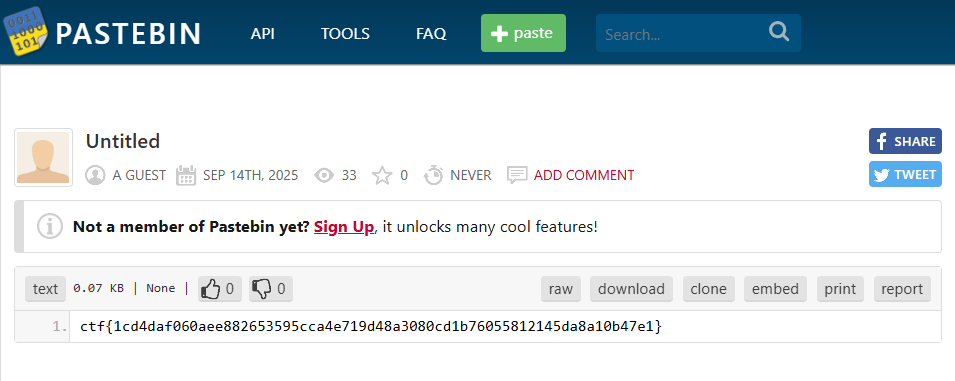 0011
1000
101
PASTEBIN API TOOLS FAQ paste Search...
Untitled
SHARE
A GUEST SEP 14TH, 2025 33 0 NEVER ADD COMMENT
TWEET
Not a member of Pastebin yet? Sign Up, it unlocks many cool features!
text 0.07 KB | None | 0 0 raw download clone embed print report
1. ctf{1cd4daf060aee882653595cca4e719d48a3080cd1b76055812145da8a10b47e1}